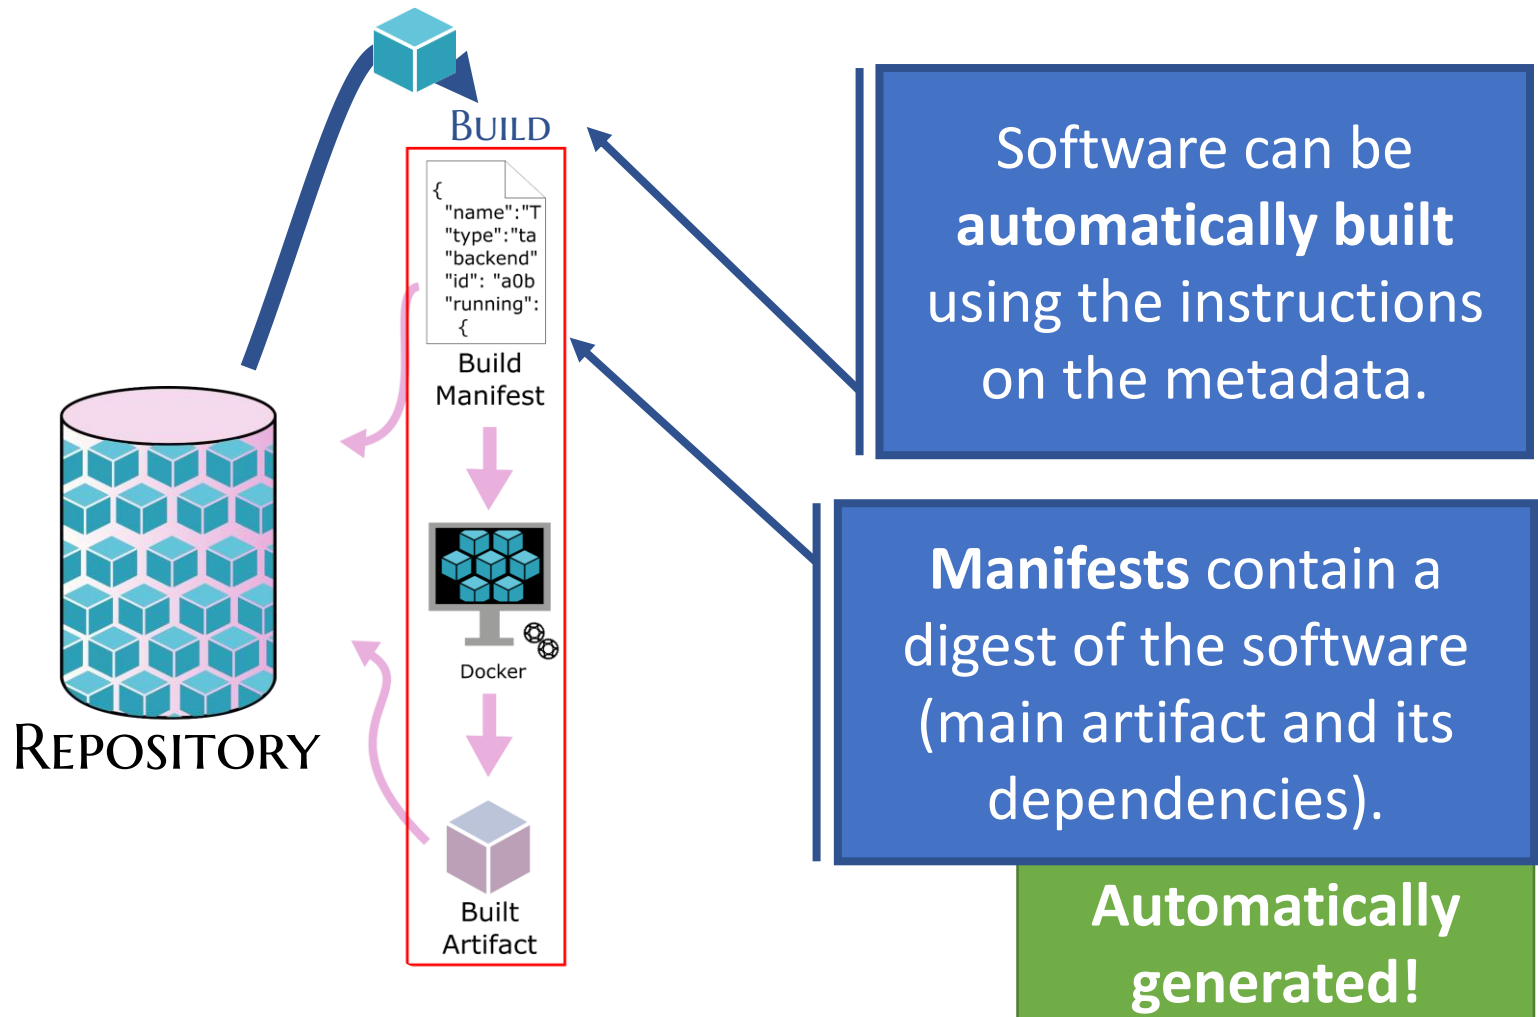 BUILD
{
"name":"T
"type":"ta
"backend"
"id": "a0b
"running":
{
Build
Manifest
Docker
Built
Artifact
REPOSITORY
Software can be
automatically built
using the instructions
on the metadata.
Manifests contain a
digest of the software
(main artifact and its
dependencies).
Automatically
generated!